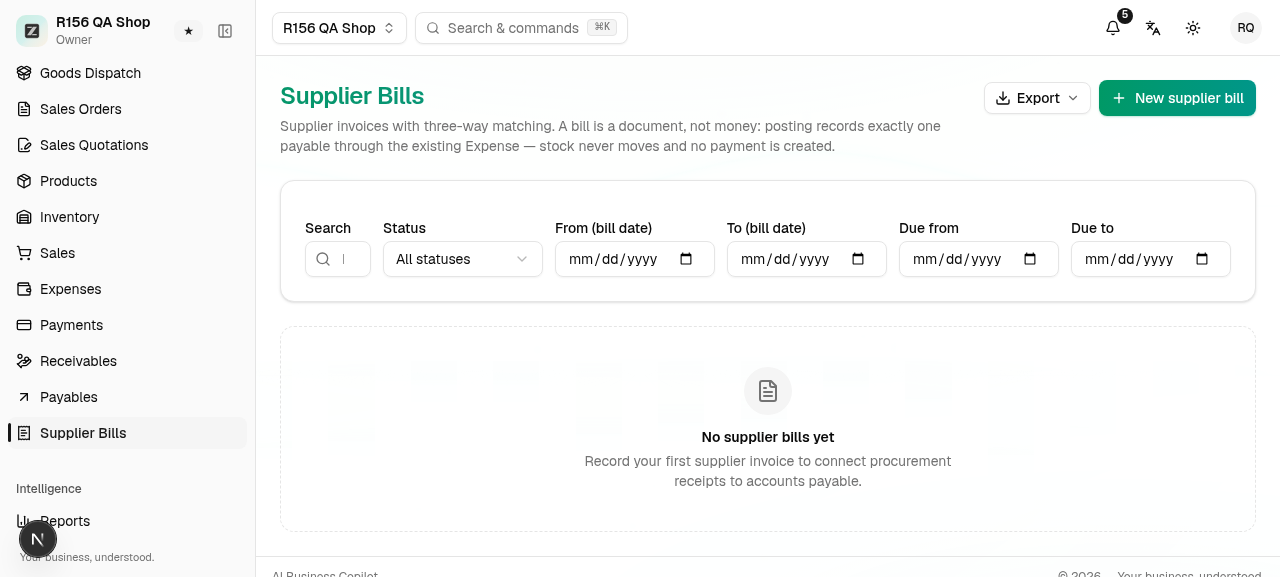 R156 QA Shop
Owner
Goods Dispatch
Sales Orders
Sales Quotations
Products
Inventory
Sales
Expenses
Payments
Receivables
Payables
Supplier Bills
Intelligence
Reports
N
Your business, understood.
R156 QA Shop
Search & commands
⌘K
5
RQ
Supplier Bills
Supplier invoices with three-way matching. A bill is a document, not money: posting records exactly one
payable through the existing Expense — stock never moves and no payment is created.
Export
New supplier bill
Search
Status
All statuses
From (bill date)
mm/dd/yyyy
To (bill date)
mm/dd/yyyy
Due from
mm/dd/yyyy
Due to
mm/dd/yyyy
No supplier bills yet
Record your first supplier invoice to connect procurement
receipts to accounts payable.
AI Business Copilot
© 2026 Your business, understood.